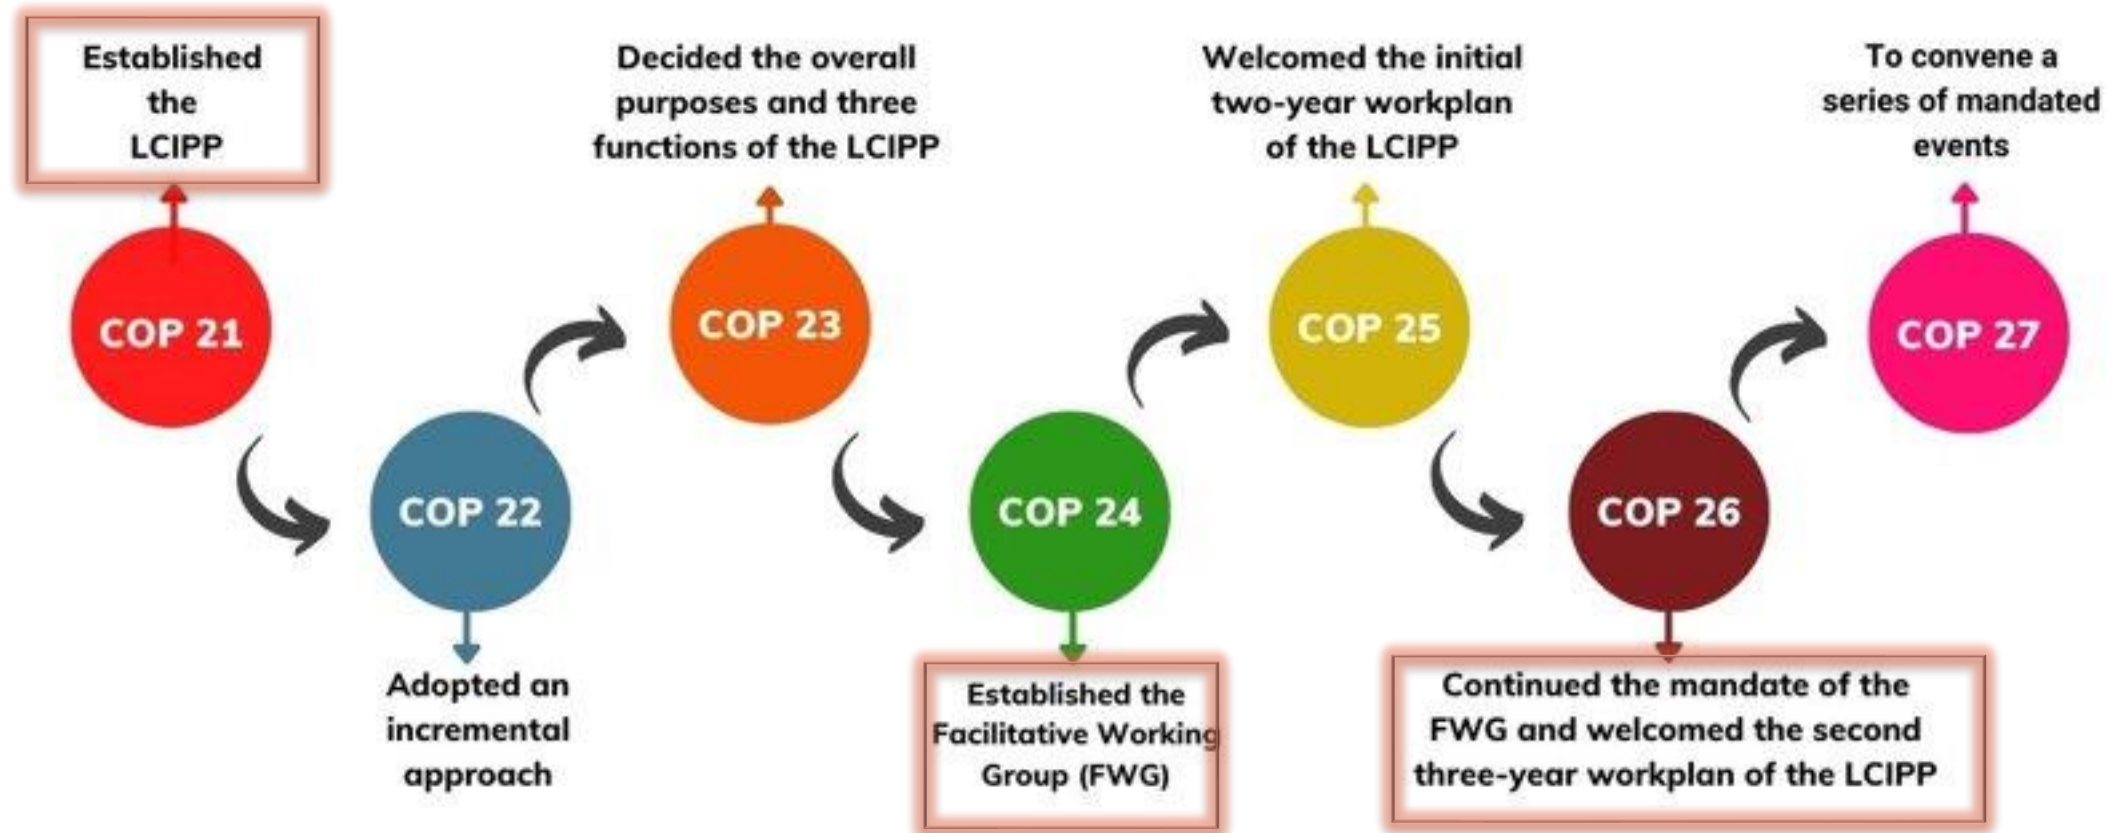 Established
the
LCIPP
COP 21
COP 22
Adopted an
incremental
approach
Decided the overall
purposes and three
functions of the LCIPP
COP 23
COP 24
Established the
Facilitative Working
Group (FWG)
Welcomed the initial
two-year workplan
of the LCIPP
COP 25
COP 26
Continued the mandate of the
FWG and welcomed the second
three-year workplan of the LCIPP
To convene a
series of mandated
events
COP 27